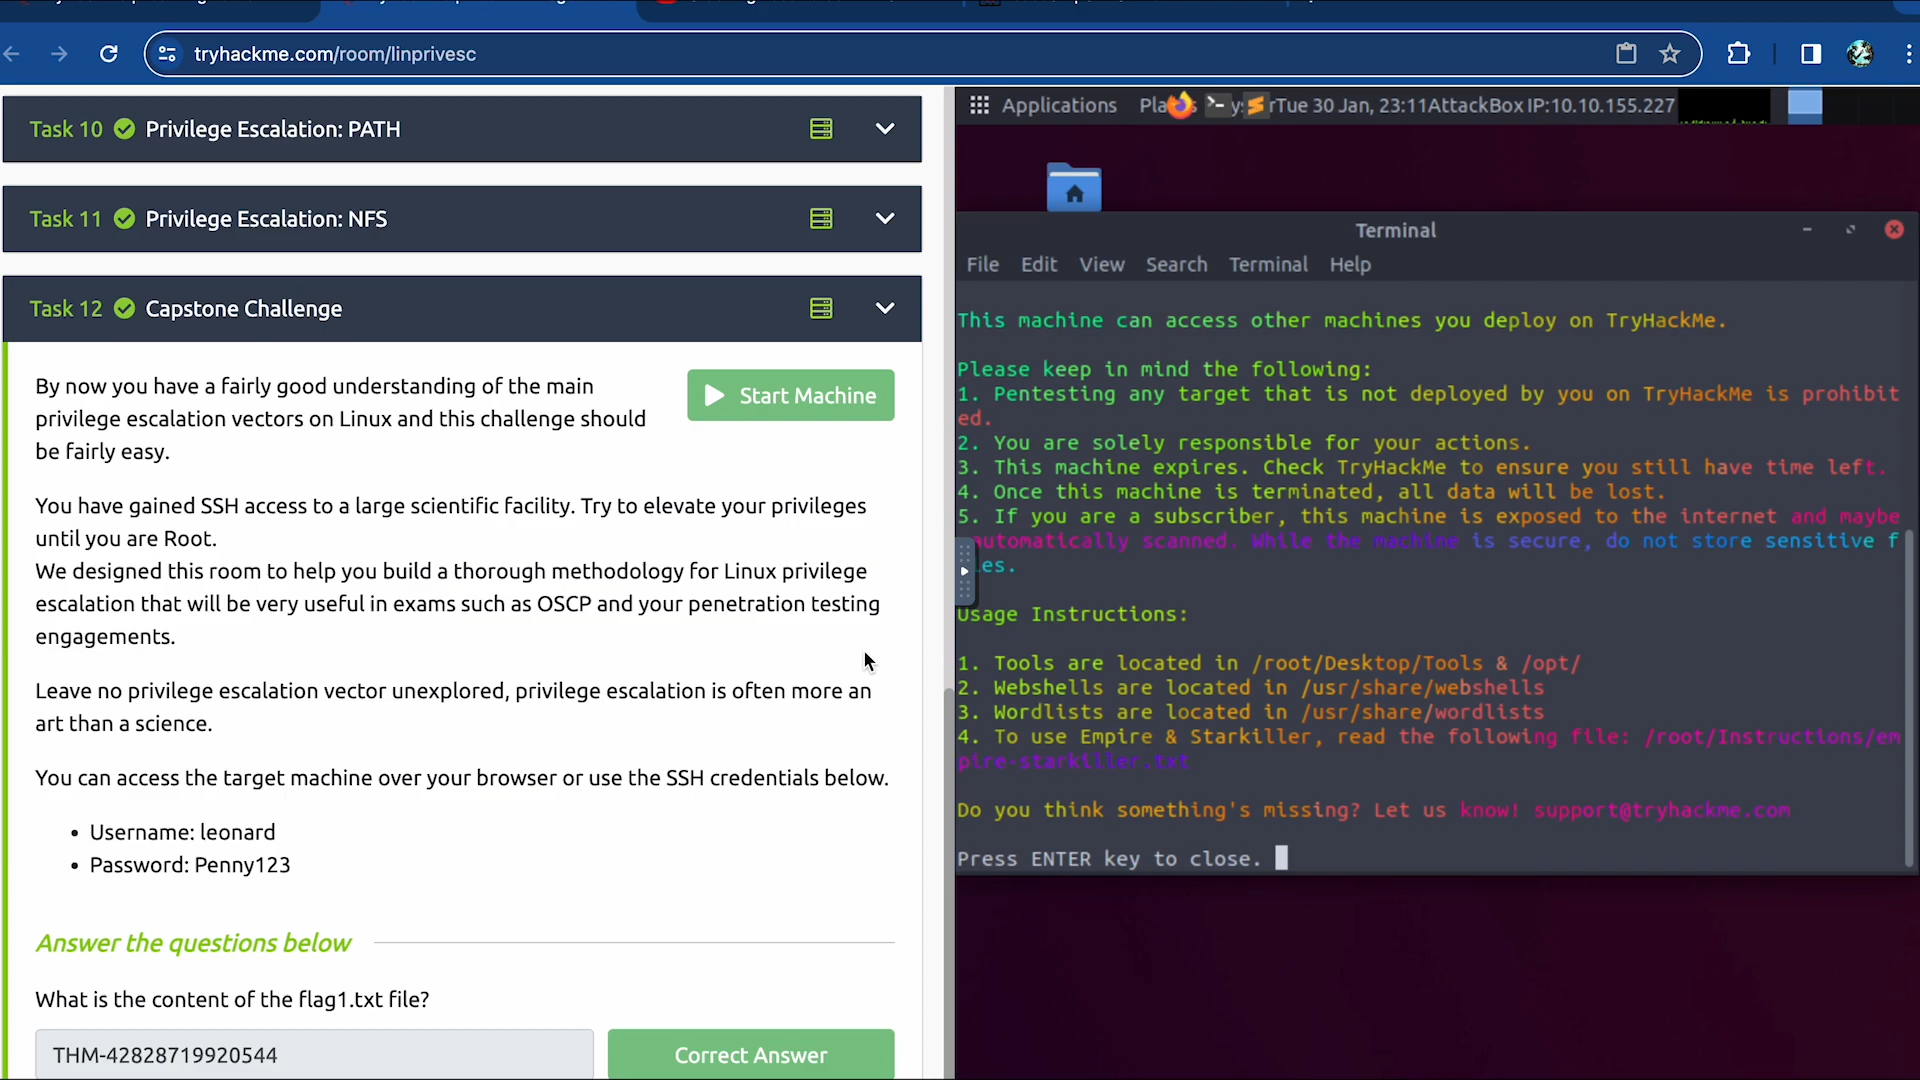 tryhackme.com/room/linprivesc
Task 10 Privilege Escalation: PATH
Task 11 Privilege Escalation: NFS
Task 12 Capstone Challenge
By now you have a fairly good understanding of the main
privilege escalation vectors on Linux and this challenge should
be fairly easy.
Start Machine
You have gained SSH access to a large scientific facility. Try to elevate your privileges
until you are Root.
We designed this room to help you build a thorough methodology for Linux privilege
escalation that will be very useful in exams such as OSCP and your penetration testing
engagements.
Leave no privilege escalation vector unexplored, privilege escalation is often more an
art than a science.
You can access the target machine over your browser or use the SSH credentials below.
• Username: leonard
• Password: Penny123
Answer the questions below
What is the content of the flag1.txt file?
THM-42828719920544
Correct Answer
Applications Tue 30 Jan, 23:11 AttackBox IP:10.10.155.227
Terminal
File Edit View Search Terminal Help
This machine can access other machines you deploy on TryHackMe.
Please keep in mind the following:
1. Pentesting any target that is not deployed by you on TryHackMe is prohibit
ed.
2. You are solely responsible for your actions.
3. This machine expires. Check TryHackMe to ensure you still have time left.
4. Once this machine is terminated, all data will be lost.
5. If you are a subscriber, this machine is exposed to the internet and maybe
automatically scanned. While the machine is secure, do not store sensitive f
les.
Usage Instructions:
1. Tools are located in /root/Desktop/Tools & /opt/
2. Webshells are located in /usr/share/webshells
3. Wordlists are located in /usr/share/wordlists
4. To use Empire & Starkiller, read the following file: /root/Instructions/em
pire-starkiller.txt
Do you think something's missing? Let us know! support@tryhackme.com
Press ENTER key to close.